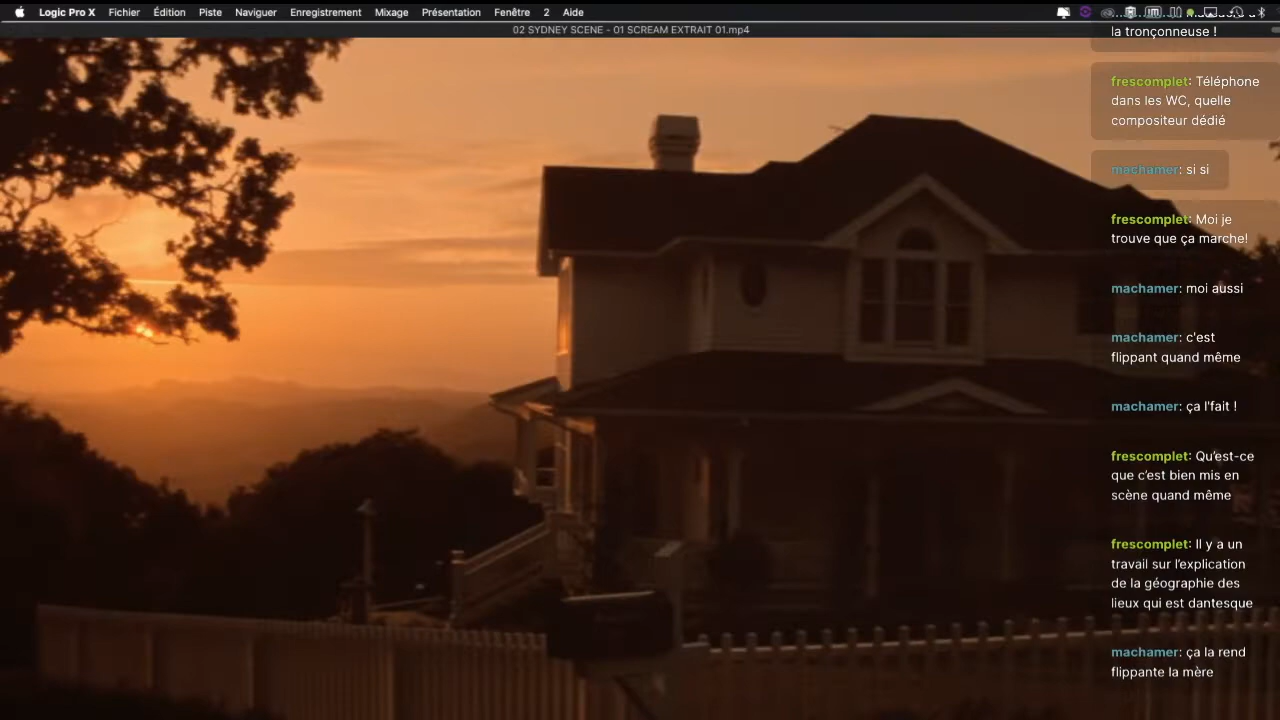 Logic Pro X Fichier Édition Piste Naviguer Enregistrement Mixage Présentation Fenêtre 2 Aide
02 SYDNEY SCENE - 01 SCREAM EXTRAIT 01.mp4
la tronçonneuse !
frescomplet: Téléphone
dans les WC, quelle
compositeur dédié
machamer: si si
frescomplet: Moi je
trouve que ça marche!
machamer: moi aussi
machamer: c'est
flippant quand même
machamer: ça l'fait !
frescomplet: Qu'est-ce
que c'est bien mis en
scène quand même
frescomplet: Il y a un
travail sur l'explication
de la géographie des
lieux qui est dantesque
machamer: ça la rend
flippante la mère